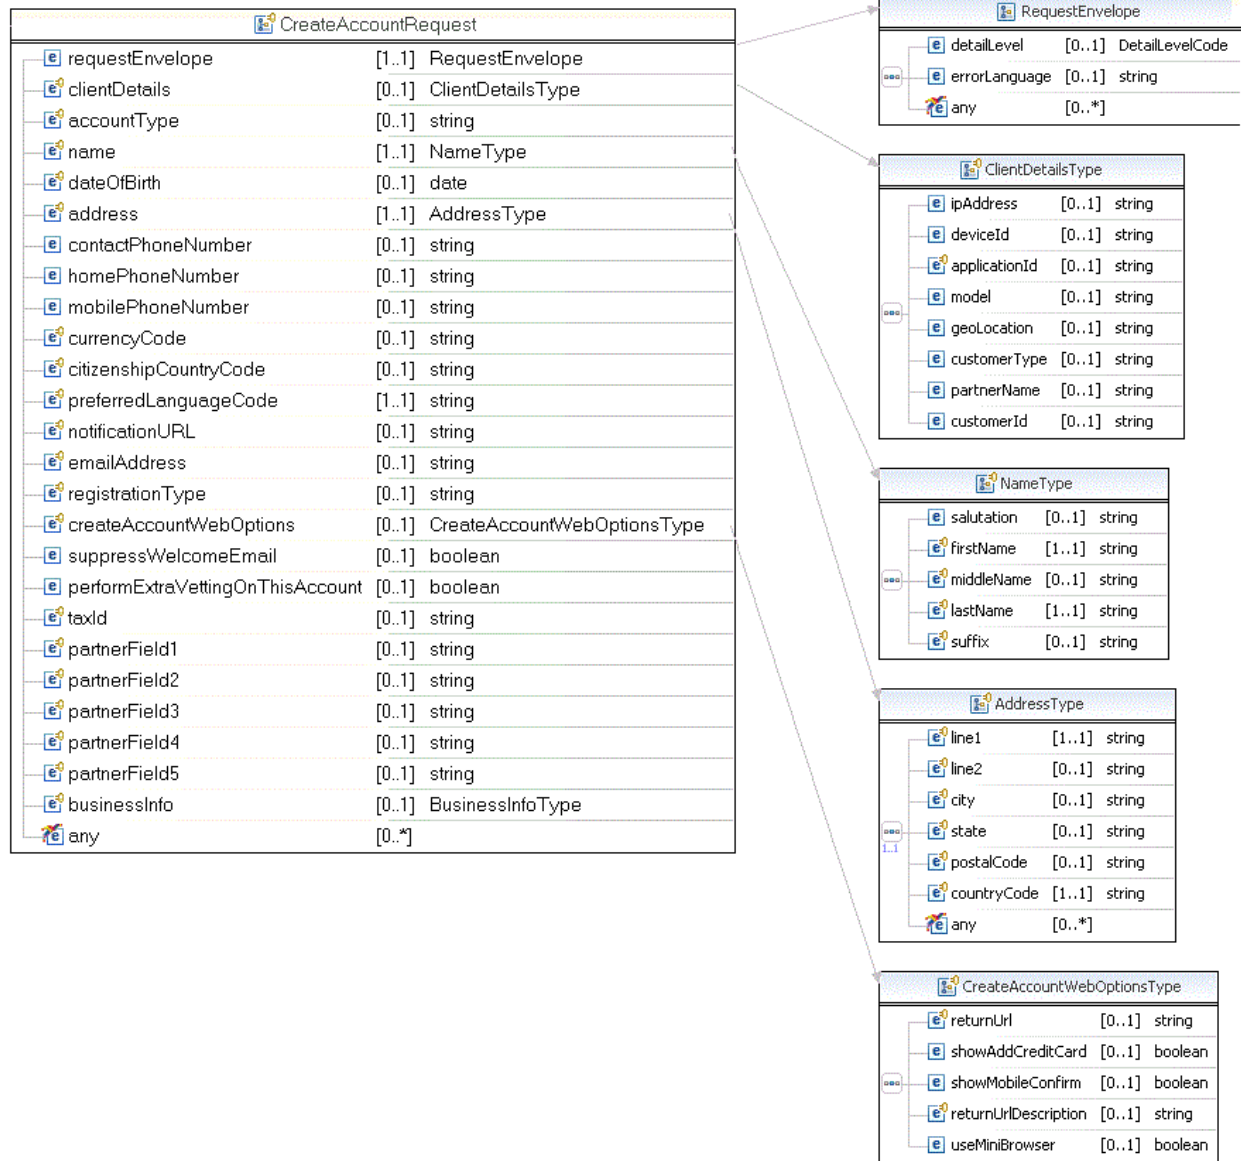 CreateAccountRequest
requestEnvelope [1..1] RequestEnvelope
clientDetails [0..1] ClientDetailsType
accountType [0..1] string
name [1..1] NameType
dateOfBirth [0..1] date
address [1..1] AddressType
contactPhoneNumber [0..1] string
homePhoneNumber [0..1] string
mobilePhoneNumber [0..1] string
currencyCode [0..1] string
citizenshipCountryCode [0..1] string
preferredLanguageCode [1..1] string
notificationURL [0..1] string
emailAddress [0..1] string
registrationType [0..1] string
createAccountWebOptions [0..1] CreateAccountWebOptionsType
suppressWelcomeEmail [0..1] boolean
performExtraVettingOnThisAccount [0..1] boolean
taxId [0..1] string
partnerField1 [0..1] string
partnerField2 [0..1] string
partnerField3 [0..1] string
partnerField4 [0..1] string
partnerField5 [0..1] string
businessInfo [0..1] BusinessInfoType
any [0..*]
RequestEnvelope
detailLevel [0..1] DetailLevelCode
errorLanguage [0..1] string
any [0..*]
ClientDetailsType
ipAddress [0..1] string
deviceId [0..1] string
applicationId [0..1] string
model [0..1] string
geoLocation [0..1] string
customerType [0..1] string
partnerName [0..1] string
customerId [0..1] string
NameType
salutation [0..1] string
firstName [1..1] string
middleName [0..1] string
lastName [1..1] string
suffix [0..1] string
AddressType
line1 [1..1] string
line2 [0..1] string
city [0..1] string
state [0..1] string
1..1
postalCode [0..1] string
countryCode [1..1] string
any [0..*]
CreateAccountWebOptionsType
returnUrl [0..1] string
showAddCreditCard [0..1] boolean
showMobileConfirm [0..1] boolean
returnUrlDescription [0..1] string
useMiniBrowser [0..1] boolean